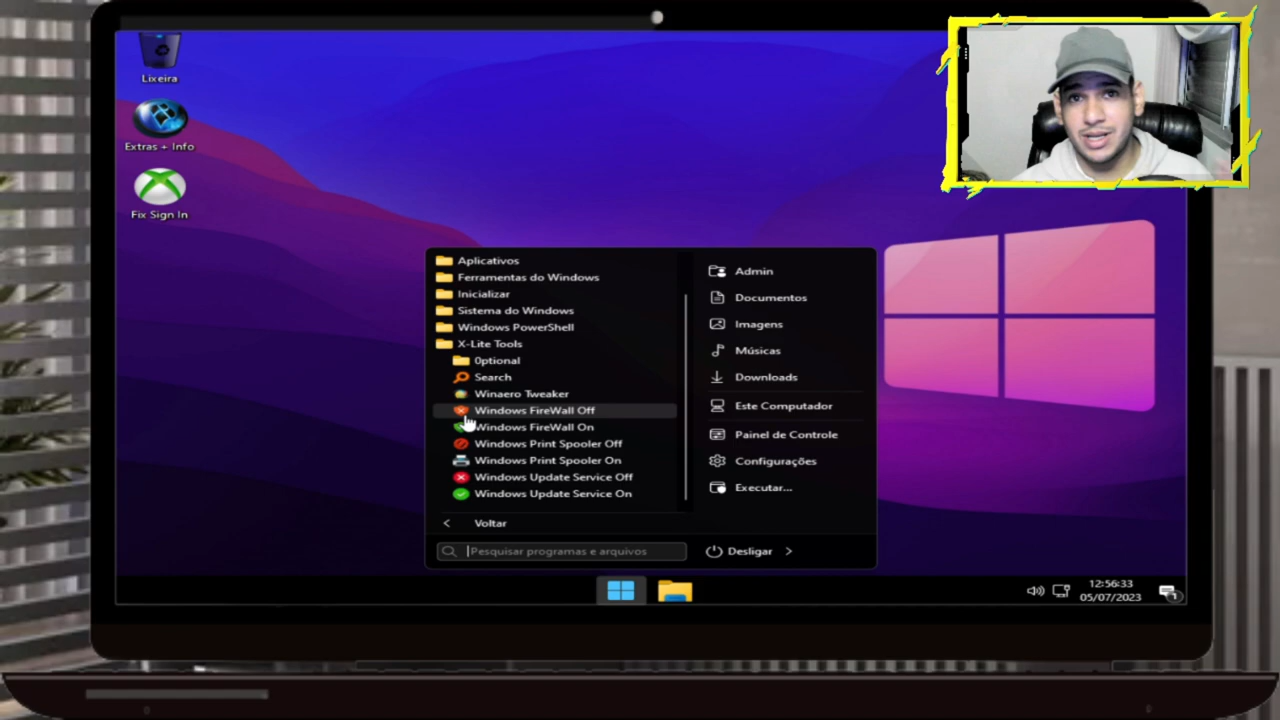 Lixeira
Extras + Info
Fix Sign In
Aplicativos
Ferramentas do Windows
Inicializar
Sistema do Windows
Windows PowerShell
X-Lite Tools
Optional
Search
Winaero Tweaker
Windows FireWall Off
Windows FireWall On
Windows Print Spooler Off
Windows Print Spooler On
Windows Update Service Off
Windows Update Service On
Voltar
Pesquisar programas e arquivos
Admin
Documentos
Imagens
Músicas
Downloads
Este Computador
Painel de Controle
Configurações
Executar...
Desligar
12:56:33
05/07/2023
1